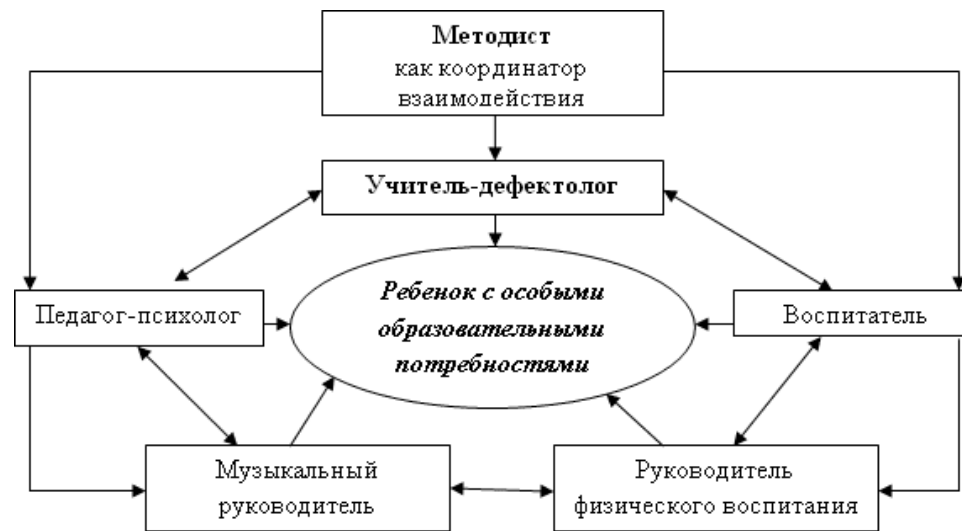 Методист
как координатор
взаимодействия
Учитель-дефектолог
Ребенок с особыми
образовательными
потребностями
Педагог-психолог
Воспитатель
Музыкальный
руководитель
Руководитель
физического воспитания